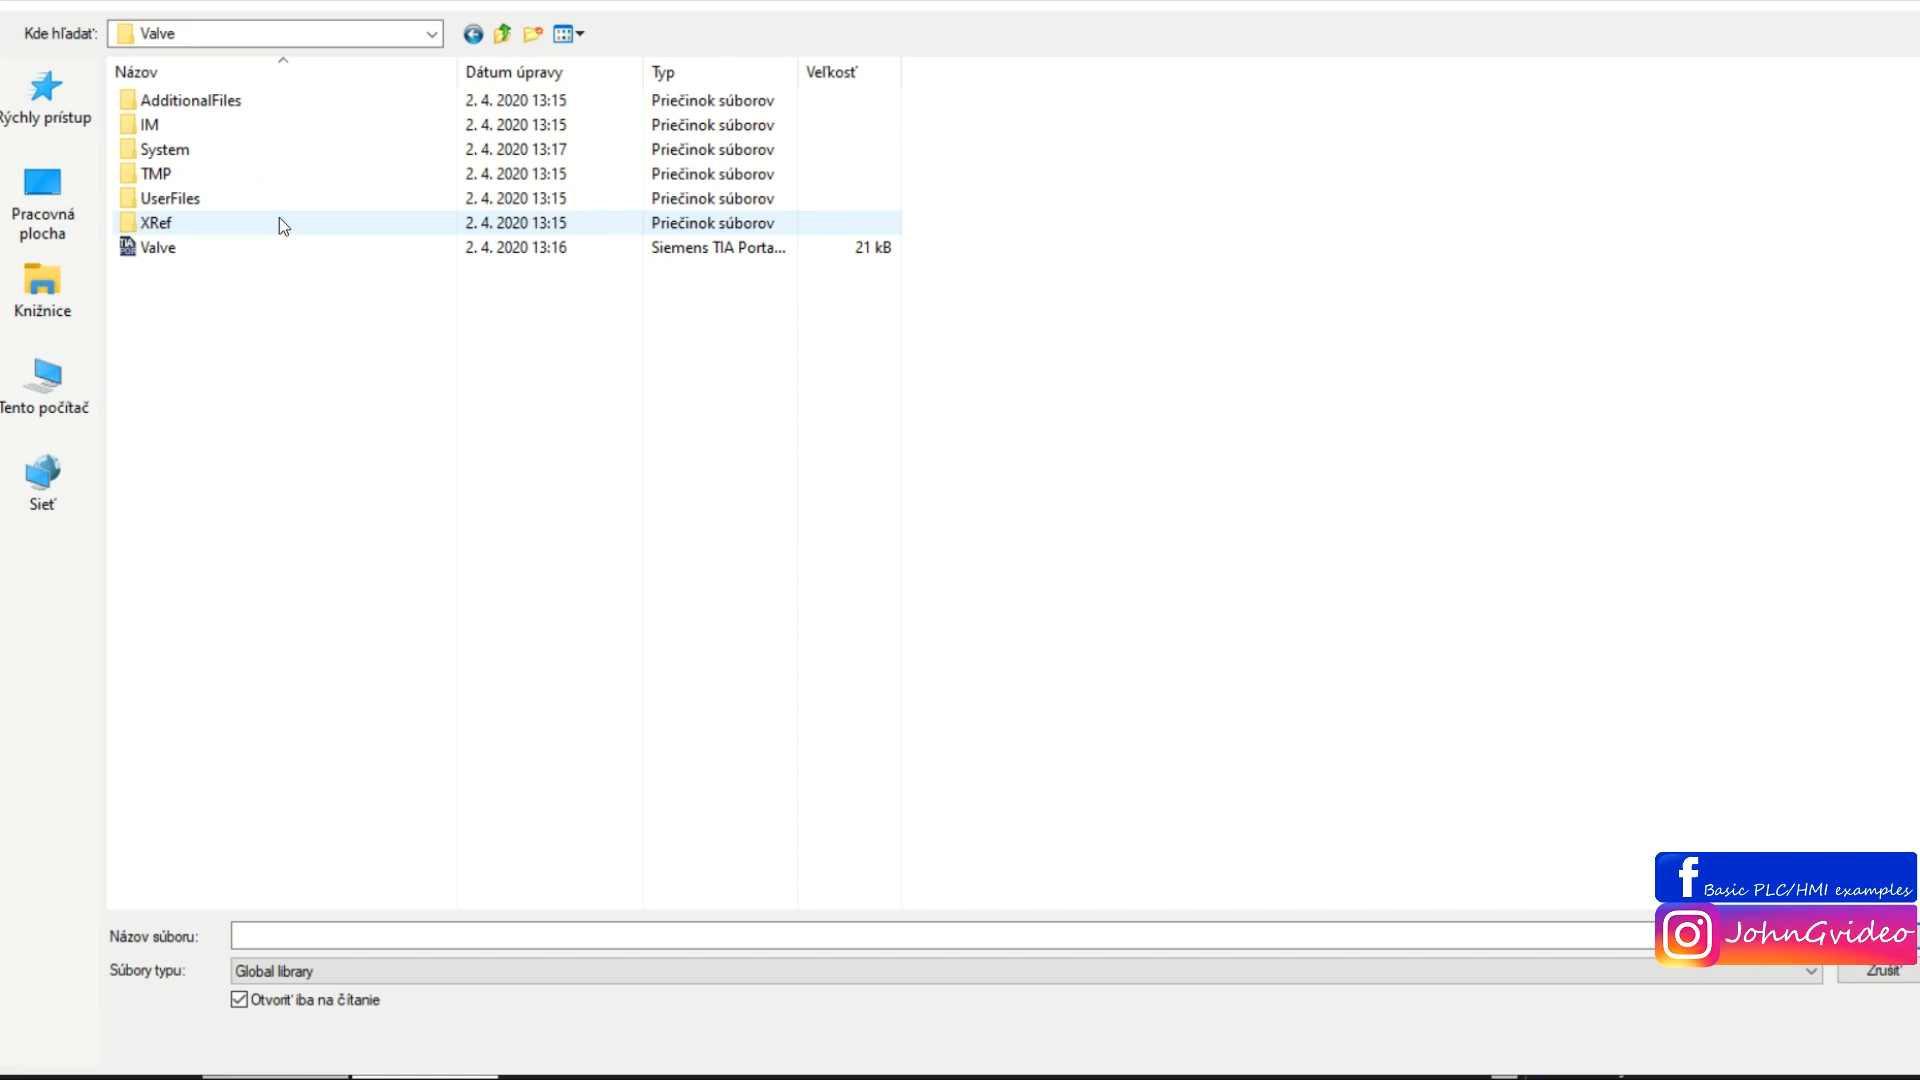 Kde hľadať: Valve
Názov Dátum úpravy Typ Veľkosť
AdditionalFiles 2. 4. 2020 13:15 Priečinok súborov
IM 2. 4. 2020 13:15 Priečinok súborov
System 2. 4. 2020 13:17 Priečinok súborov
TMP 2. 4. 2020 13:15 Priečinok súborov
UserFiles 2. 4. 2020 13:15 Priečinok súborov
XRef 2. 4. 2020 13:15 Priečinok súborov
Valve 2. 4. 2020 13:16 Siemens TIA Porta... 21 kB
Rýchly prístup
Pracovná
plocha
Knižnice
Tento počítač
Sieť
Basic PLC/HMI examples
JohnGvideo
Názov súboru:
Súbory typu: Global library
Zrušiť
Otvoriť iba na čítanie